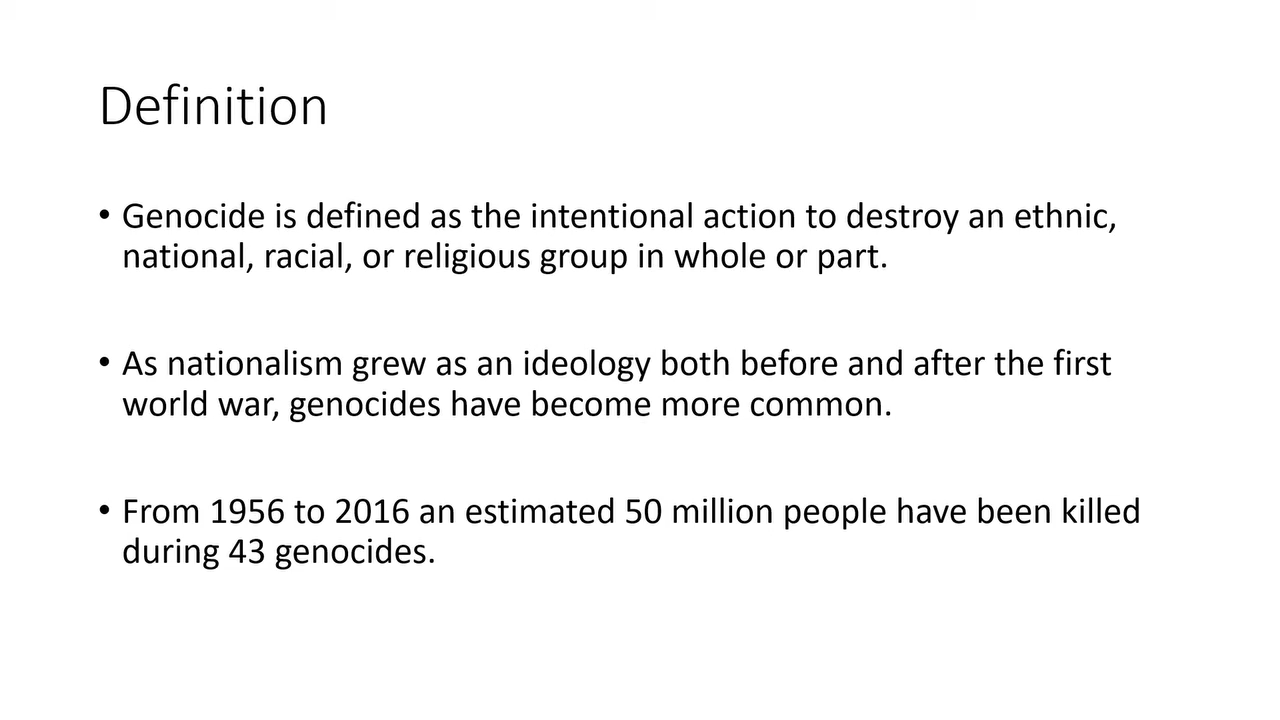 Definition
• Genocide is defined as the intentional action to destroy an ethnic,
national, racial, or religious group in whole or part.
• As nationalism grew as an ideology both before and after the first
world war, genocides have become more common.
• From 1956 to 2016 an estimated 50 million people have been killed
during 43 genocides.